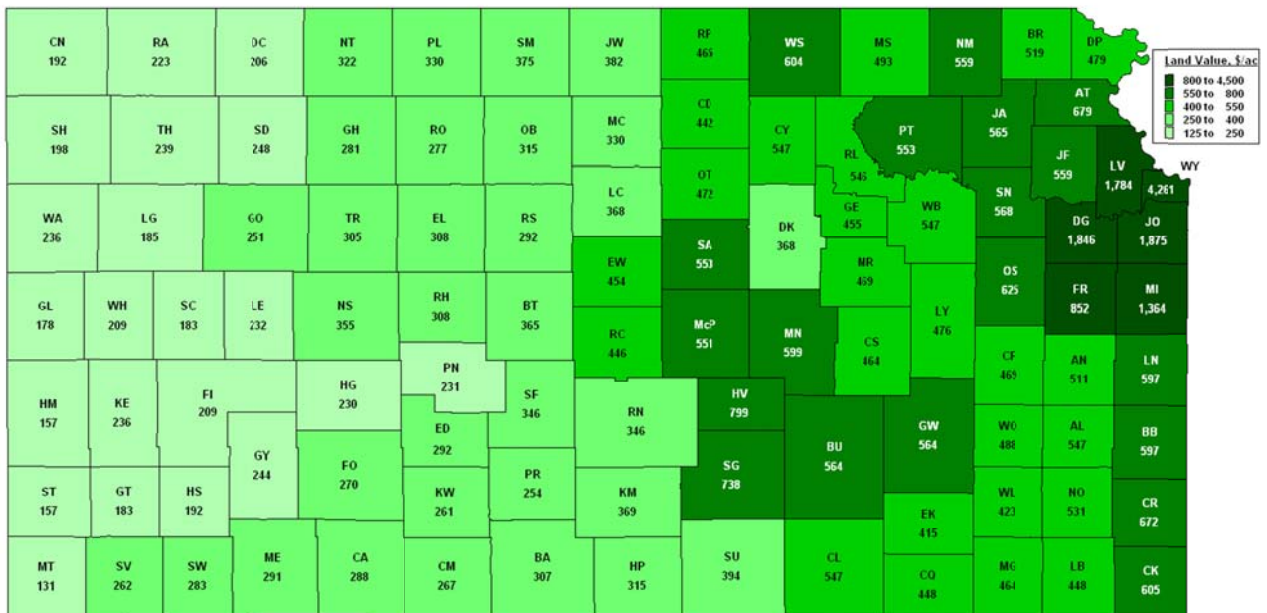 CN
192
RA
223
DC
206
NT
322
PL
330
SM
375
JW
382
RP
465
WS
604
MS
493
NM
559
BR
519
DP
479
Land Value, $/ac
800 to 4,500
550 to 800
400 to 550
250 to 400
125 to 250
SH
198
TH
239
SD
248
GH
281
RO
277
OB
315
MC
330
CD
442
CY
547
RL
546
PT
553
JA
565
AT
679
JF
559
LV
1,784
WY
4,261
WA
236
LG
185
GO
251
TR
305
EL
308
RS
292
LC
368
OT
472
DK
368
GE
455
WB
547
SN
568
DG
1,846
JO
1,875
EW
454
SA
553
MR
469
OS
625
FR
852
MI
1,364
GL
178
WH
209
SC
183
LE
232
NS
355
RH
308
BT
365
RC
446
McP
551
MN
599
CS
464
LY
476
CF
469
AN
511
LN
597
HM
157
KE
236
FI
209
HG
230
PN
231
SF
346
RN
346
HV
799
BU
564
GW
564
WO
488
AL
547
BB
597
GY
244
FO
270
ED
292
PR
254
SG
738
ST
157
GT
183
HS
192
KW
261
KM
369
EK
415
WL
423
NO
531
CR
672
MT
131
SV
262
SW
283
ME
291
CA
288
CM
267
BA
307
HP
315
SU
394
CL
547
CQ
448
MG
464
LB
448
CK
605